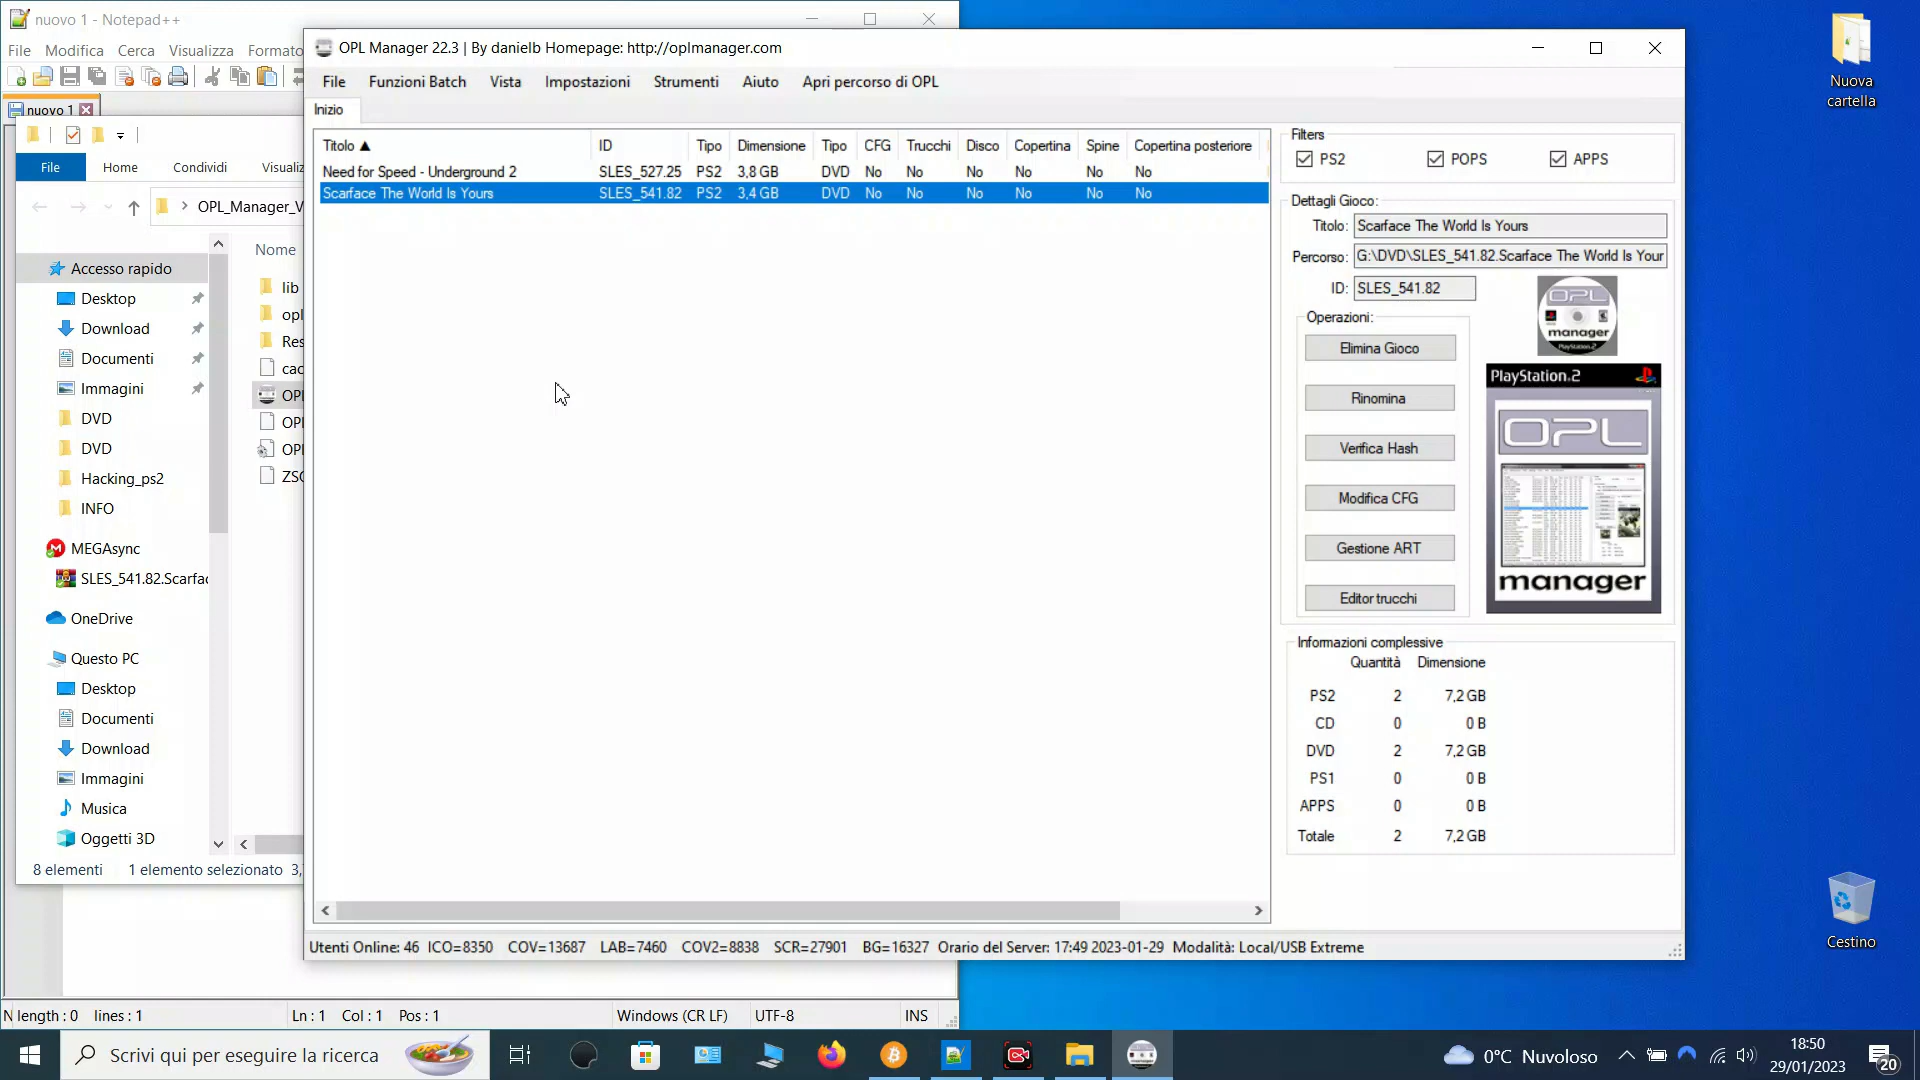 nuovo 1 - Notepad++
File Modifica Cerca Visualizza Formato
nuovo 1
File Home Condividi Visualiz
OPL_Manager_V
Nome
Accesso rapido
Desktop
Download
Documenti
Immagini
DVD
DVD
Hacking_ps2
INFO
MEGAsync
SLES_541.82.Scarfac
OneDrive
Questo PC
Desktop
Documenti
Download
Immagini
Musica
Oggetti 3D
lib
opl
Res
cac
OPL
OPL
OPL
ZSC
8 elementi 1 elemento selezionato 3,
OPL Manager 22.3 | By danielb Homepage: http://oplmanager.com
File Funzioni Batch Vista Impostazioni Strumenti Aiuto Apri percorso di OPL
Inizio
Titolo ID Tipo Dimensione Tipo CFG Trucchi Disco Copertina Spine Copertina posteriore
Need for Speed - Underground 2 SLES_527.25 PS2 3,8 GB DVD No No No No No No
Scarface The World Is Yours SLES_541.82 PS2 3,4 GB DVD No No No No No No
Filters
PS2 POPS APPS
Dettagli Gioco:
Titolo: Scarface The World Is Yours
Percorso: G:\DVD\SLES_541.82.Scarface The World Is Your
ID: SLES_541.82
Operazioni:
Elimina Gioco
Rinomina
Verifica Hash
Modifica CFG
Gestione ART
Editor trucchi
OPL
manager
PlayStation.2
PlayStation.2
OPL
manager
Informazioni complessive
Quantità Dimensione
PS2 2 7,2 GB
CD 0 0 B
DVD 2 7,2 GB
PS1 0 0 B
APPS 0 0 B
Totale 2 7,2 GB
Utenti Online: 46 ICO=8350 COV=13687 LAB=7460 COV2=8838 SCR=27901 BG=16327 Orario del Server: 17:49 2023-01-29 Modalità: Local/USB Extreme
N length : 0 lines : 1 Ln : 1 Col : 1 Pos : 1 Windows (CR LF) UTF-8 INS
Nuova
cartella
Cestino
Scrivi qui per eseguire la ricerca
0°C Nuvoloso
18:50
29/01/2023
20